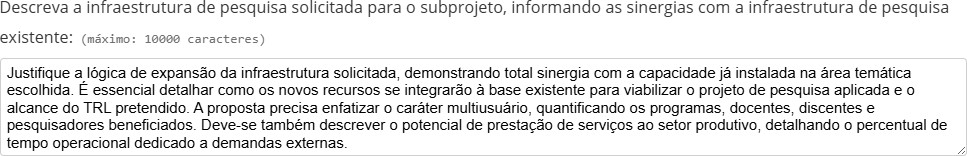 Descreva a infraestrutura de pesquisa solicitada para o subprojeto, informando as sinergias com a infraestrutura de pesquisa
existente: (máximo: 10000 caracteres)
Justifique a lógica de expansão da infraestrutura solicitada, demonstrando total sinergia com a capacidade já instalada na área temática
escolhida. É essencial detalhar como os novos recursos se integrarão à base existente para viabilizar o projeto de pesquisa aplicada e o
alcance do TRL pretendido. A proposta precisa enfatizar o caráter multiusuário, quantificando os programas, docentes, discentes e
pesquisadores beneficiados. Deve-se também descrever o potencial de prestação de serviços ao setor produtivo, detalhando o percentual de
tempo operacional dedicado a demandas externas.